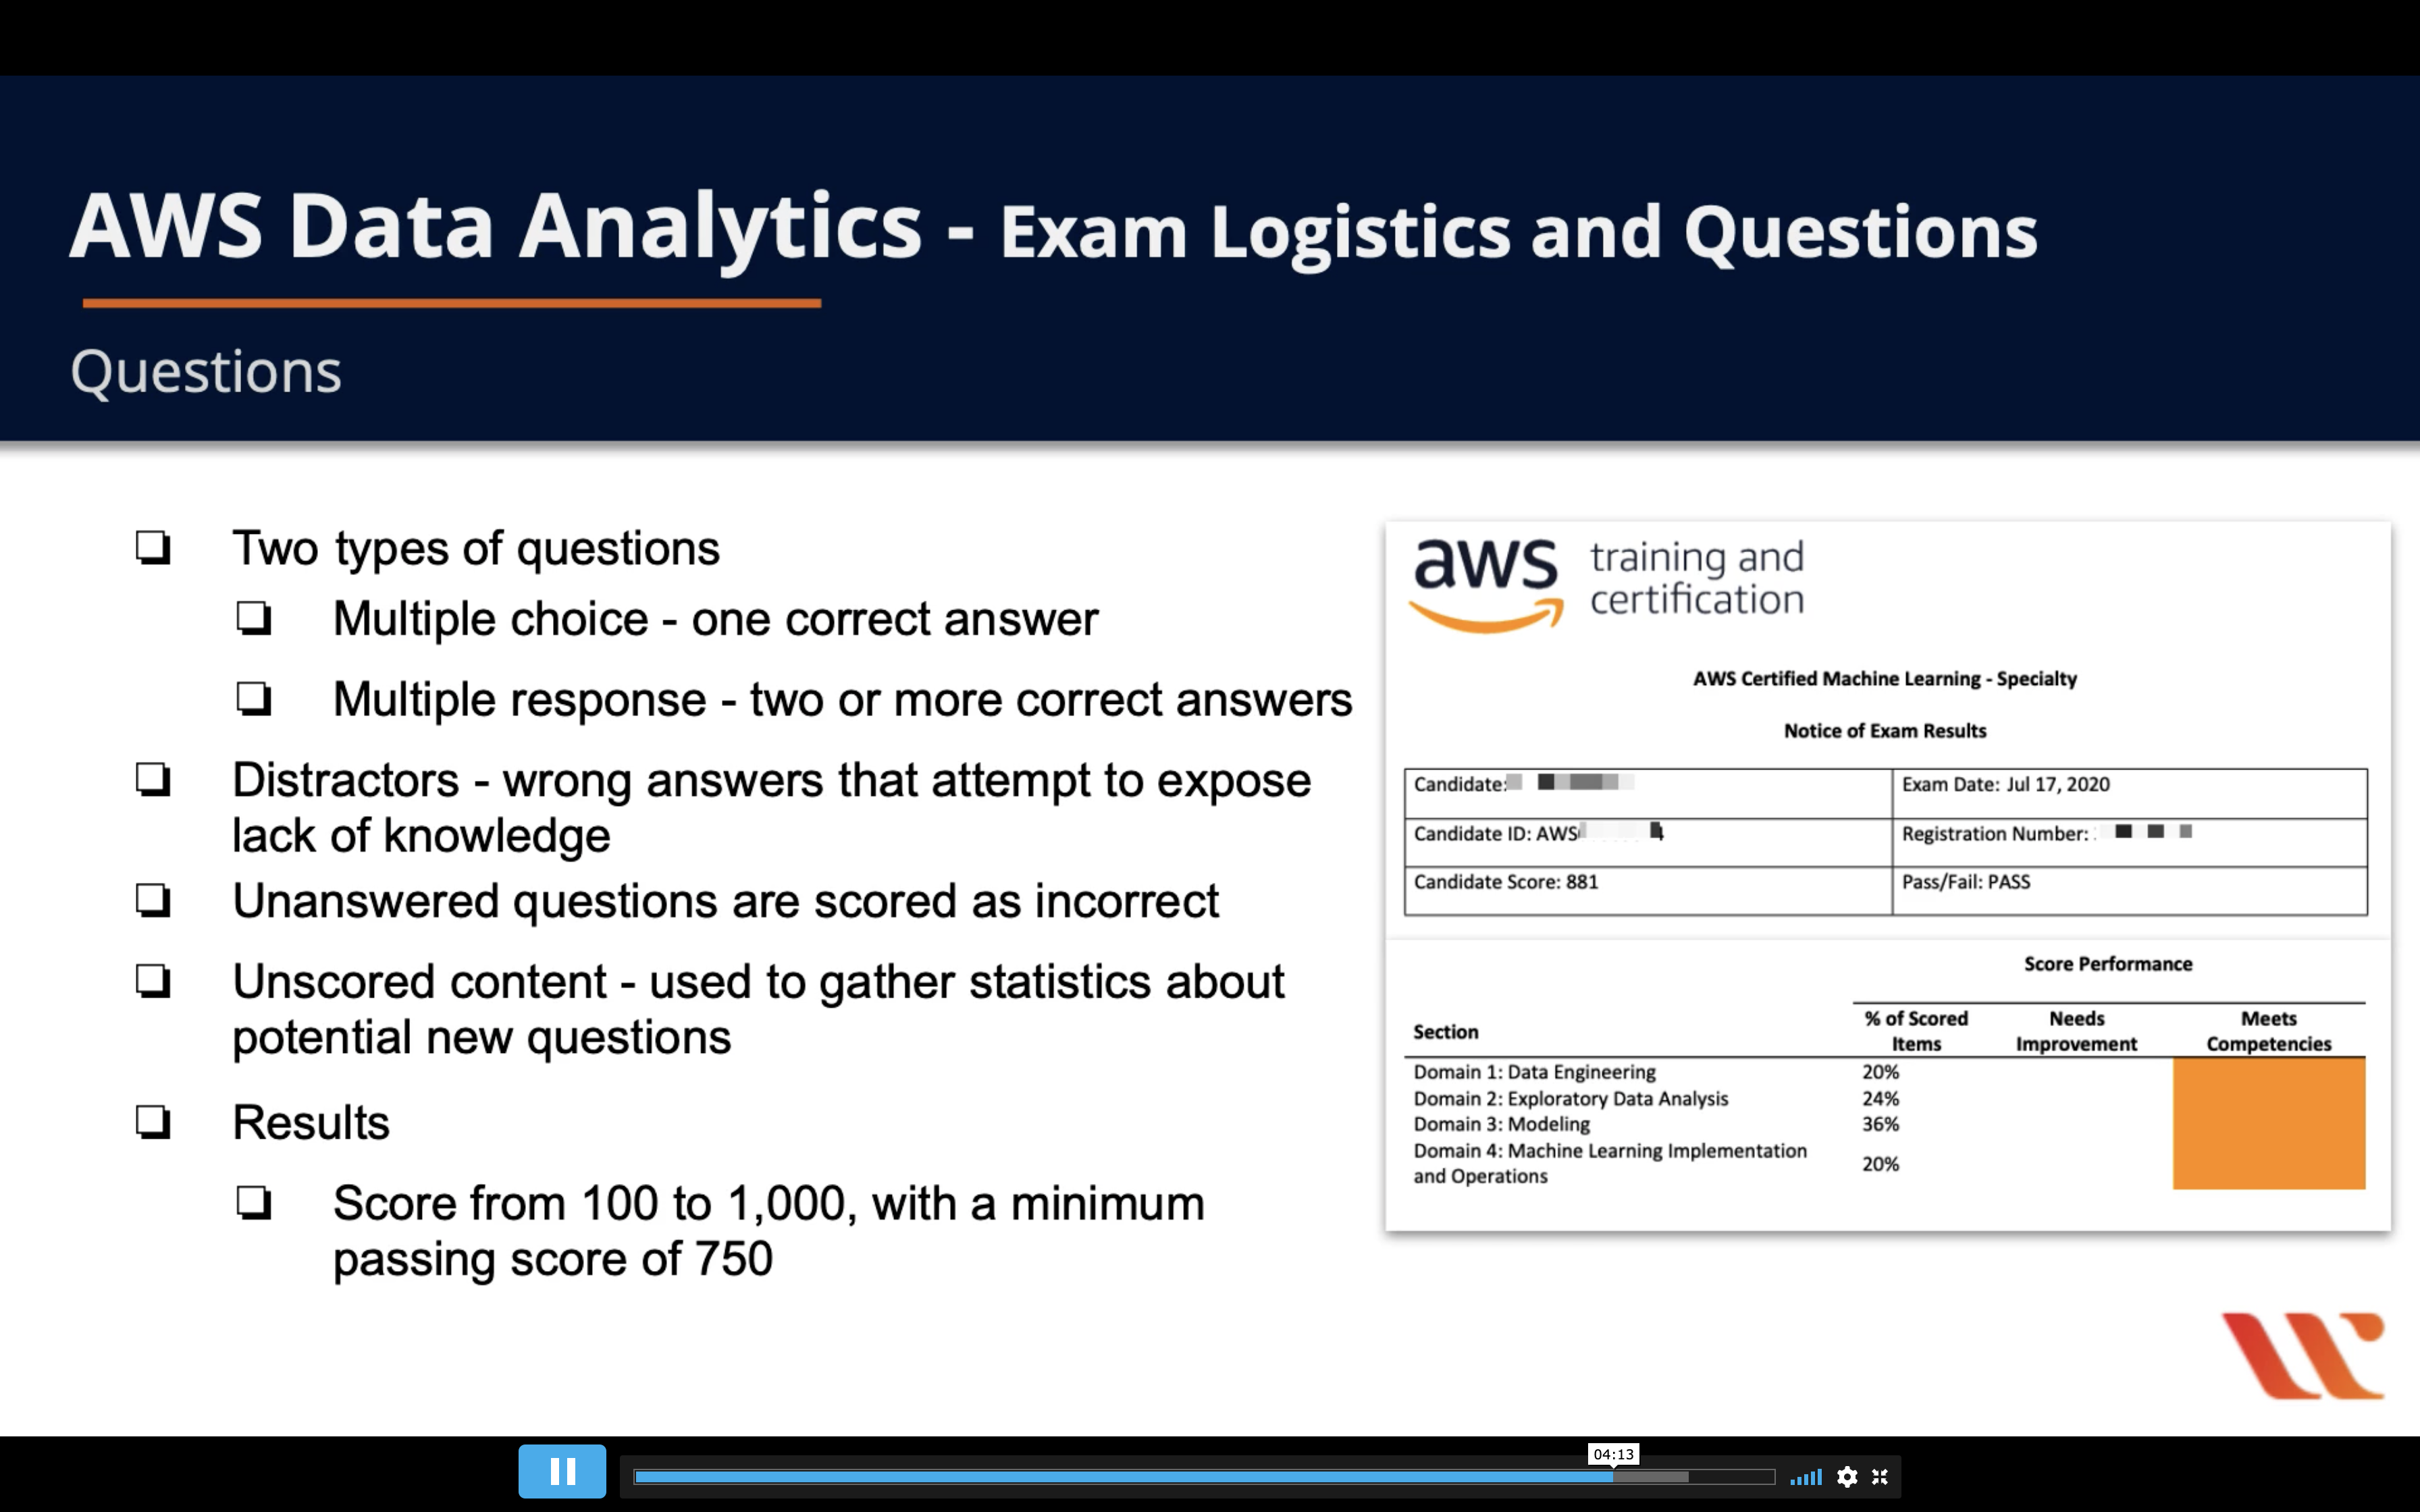 AWS Data Analytics - Exam Logistics and Questions
Questions
Two types of questions
Multiple choice - one correct answer
Multiple response - two or more correct answers
Distractors - wrong answers that attempt to expose
lack of knowledge
Unanswered questions are scored as incorrect
Unscored content - used to gather statistics about
potential new questions
Results
Score from 100 to 1,000, with a minimum
passing score of 750
aws training and
certification
AWS Certified Machine Learning - Specialty
Notice of Exam Results
Candidate:
Exam Date: Jul 17, 2020
Candidate ID: AWS
Registration Number:
Candidate Score: 881
Pass/Fail: PASS
Score Performance
Section
% of Scored
Items
Needs
Improvement
Meets
Competencies
Domain 1: Data Engineering 20%
Domain 2: Exploratory Data Analysis 24%
Domain 3: Modeling 36%
Domain 4: Machine Learning Implementation
and Operations 20%
04:13